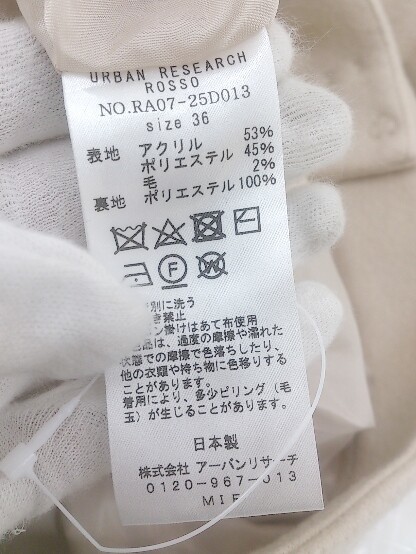 URBAN RESEARCH
ROSSO
NO.RA07-25D013
size 36
表地 アクリル 53%
ポリエステル 45%
毛 2%
裏地 ポリエステル 100%
F W
別に洗う
禁止
ン掛けはあて布使用
は、過度の摩擦や濡れた
状態での摩擦で色落ちしたり、
他の衣類や持ち物に色移りする
ことがあります。
着用により、多少ピリング(毛
玉)が生じることがあります。
日本製
株式会社 アーバンリサーチ
0120-967-013